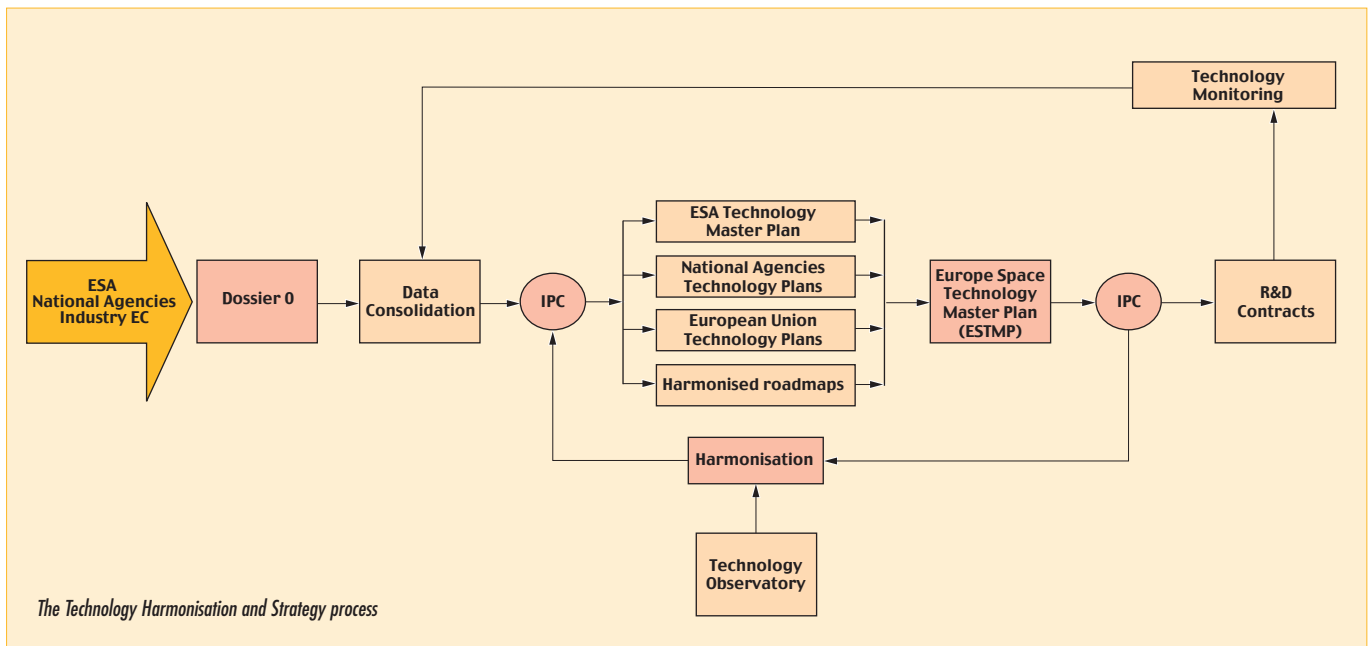 Technology
Monitoring
ESA
National Agencies
Industry EC
Dossier 0
Data
Consolidation
IPC
ESA Technology
Master Plan
National Agencies
Technology Plans
European Union
Technology Plans
Harmonised roadmaps
Europe Space
Technology
Master Plan
(ESTMP)
IPC
R&D
Contracts
Harmonisation
Technology
Observatory
The Technology Harmonisation and Strategy process